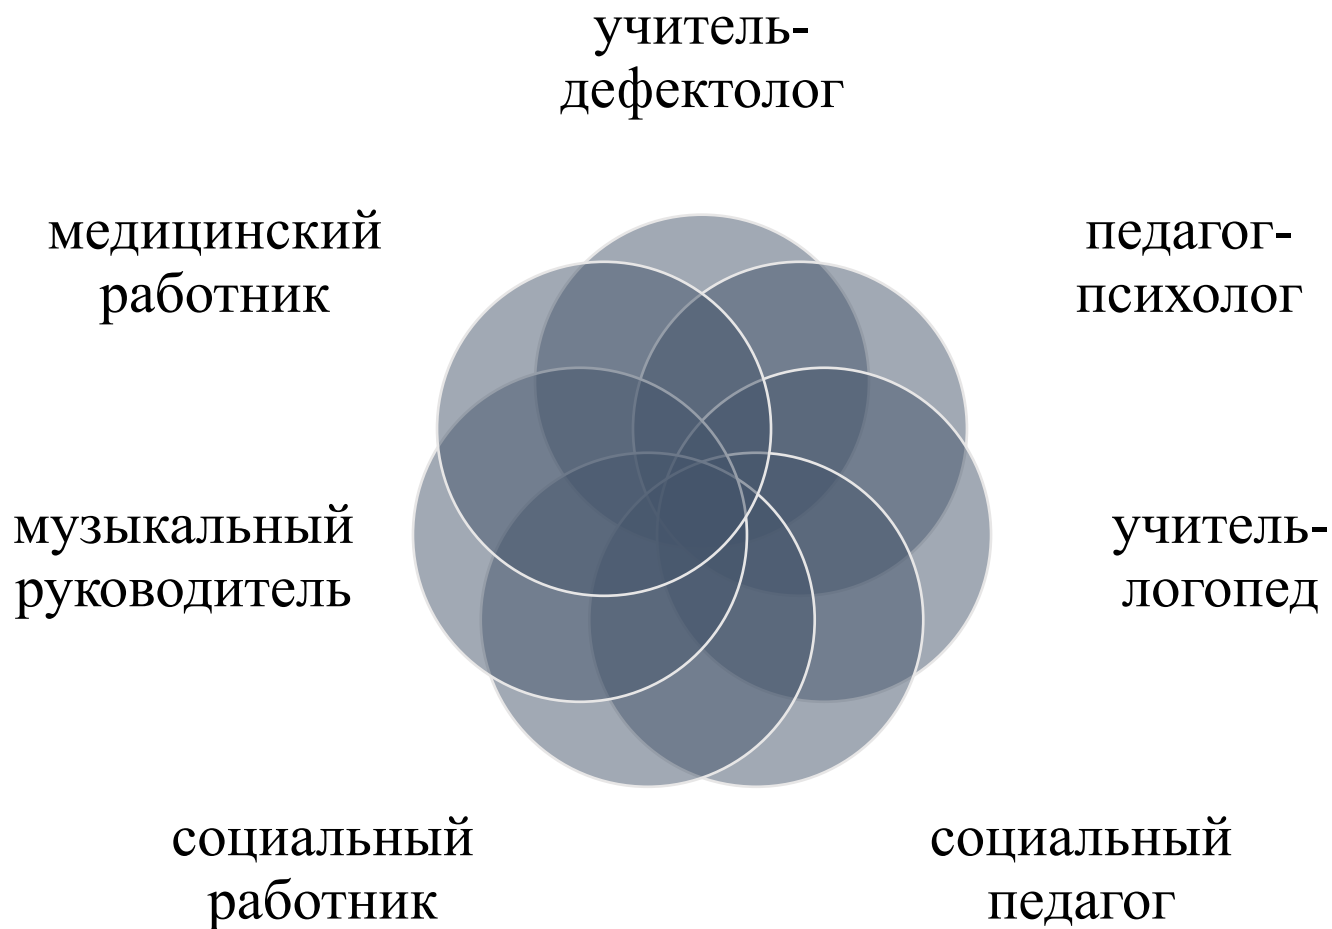 учитель-
дефектолог
педагог-
психолог
учитель-
логопед
социальный
педагог
социальный
работник
музыкальный
руководитель
медицинский
работник